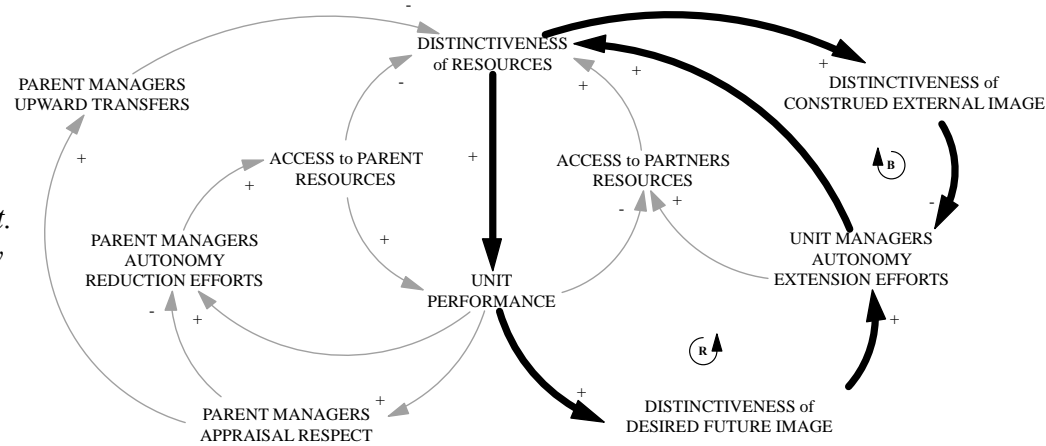 DISTINCTIVENESS
of RESOURCES
PARENT MANAGERS
UPWARD TRANSFERS
DISTINCTIVENESS of
CONSTRUED EXTERNAL IMAGE
ACCESS to PARENT
RESOURCES
ACCESS to PARTNERS
RESOURCES
B
t.
PARENT MANAGERS
AUTONOMY
REDUCTION EFFORTS
UNIT MANAGERS
AUTONOMY
EXTENSION EFFORTS
UNIT
PERFORMANCE
R
PARENT MANAGERS
APPRAISAL RESPECT
DISTINCTIVENESS of
DESIRED FUTURE IMAGE
-
+
+
+
-
+
+
+
+
-
+
-
+
-
+
+
+
+